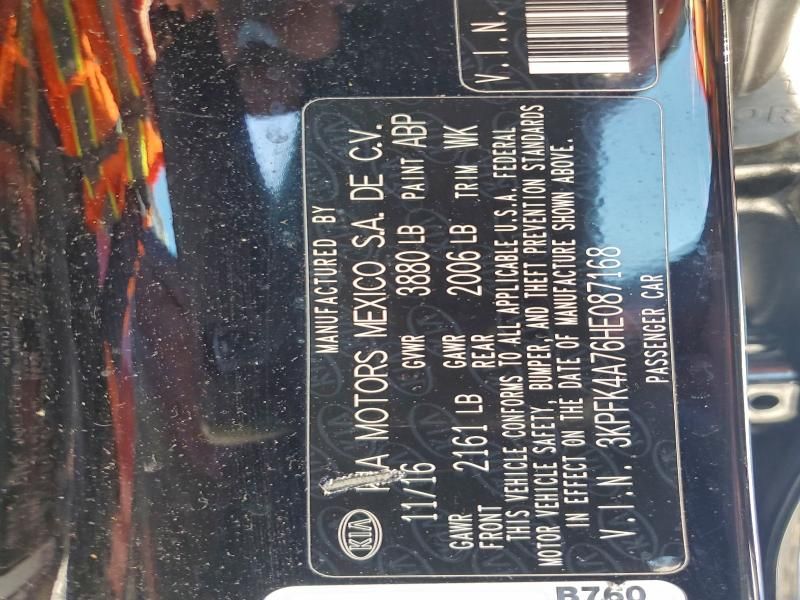 MANUFACTURED BY
KIA
KIA MOTORS MEXICO S.A. DE C.V.
11/16 GVWR 3880 LB PAINT ABP
GAWR FRONT 2161 LB GAWR REAR 2006 LB TRIM WK
THIS VEHICLE CONFORMS TO ALL APPLICABLE U.S.A. FEDERAL
MOTOR VEHICLE SAFETY, BUMPER, AND THEFT PREVENTION STANDARDS
IN EFFECT ON THE DATE OF MANUFACTURE SHOWN ABOVE.
V.I.N. 3KPFK4A76HE087168
PASSENGER CAR
V.I.N.
B760